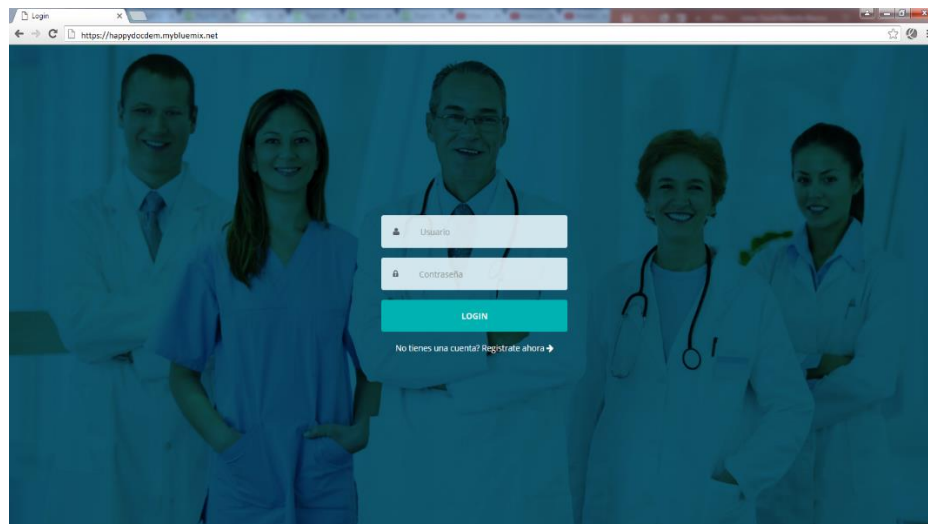 Login
https://happydocdem.mybluemix.net
Usuario
Contraseña
LOGIN
No tienes una cuenta? Registrate ahora